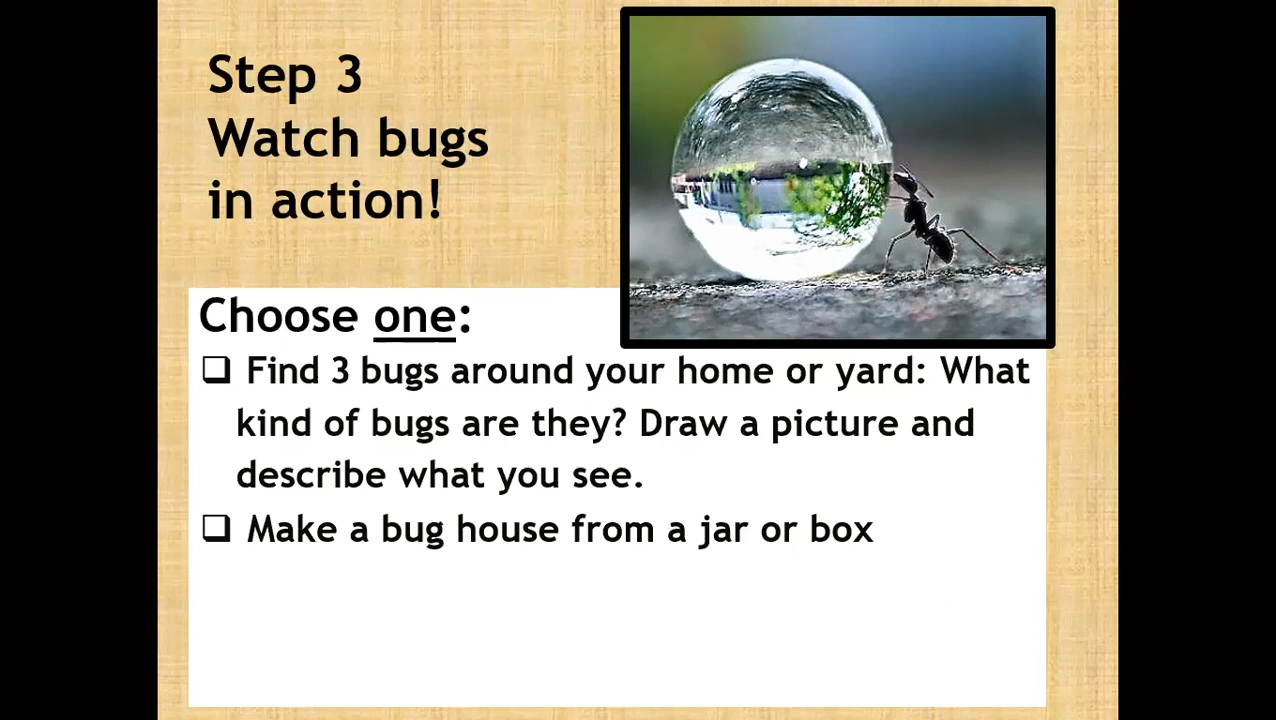 Step 3
Watch bugs
in action!
Choose one:
❑ Find 3 bugs around your home or yard: What
kind of bugs are they? Draw a picture and
describe what you see.
❑ Make a bug house from a jar or box